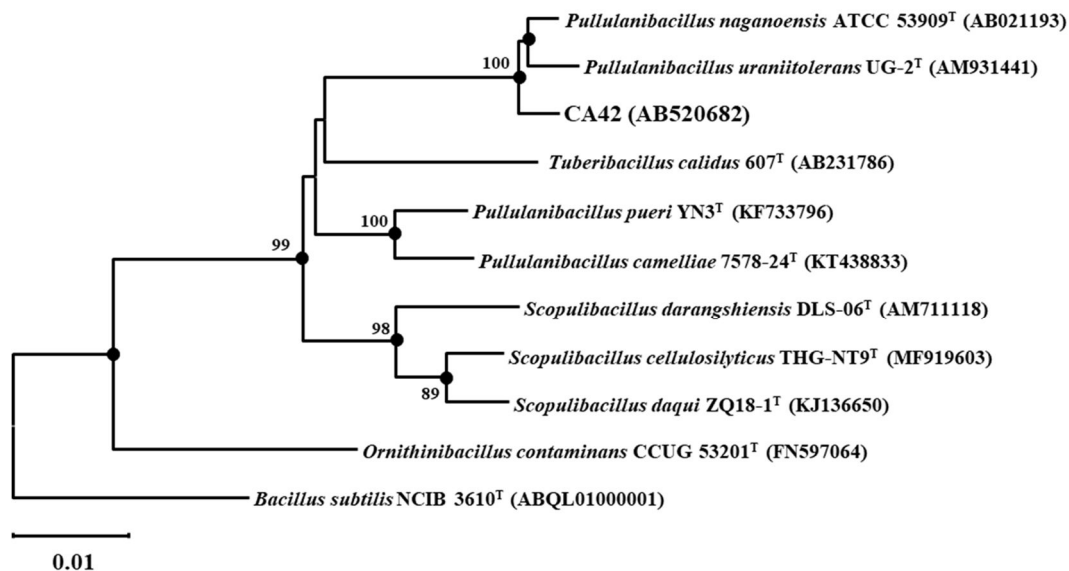 Pullulanibacillus naganoensis ATCC 53909ᵀ (AB021193)
100
Pullulanibacillus uraniitolerans UG-2ᵀ (AM931441)
CA42 (AB520682)
Tuberibacillus calidus 607ᵀ (AB231786)
Pullulanibacillus pueri YN3ᵀ (KF733796)
100
99
Pullulanibacillus camelliae 7578-24ᵀ (KT438833)
Scopulibacillus darangshiensis DLS-06ᵀ (AM711118)
98
Scopulibacillus cellulosilyticus THG-NT9ᵀ (MF919603)
89
Scopulibacillus daqui ZQ18-1ᵀ (KJ136650)
Ornithinibacillus contaminans CCUG 53201ᵀ (FN597064)
Bacillus subtilis NCIB 3610ᵀ (ABQL01000001)
0.01